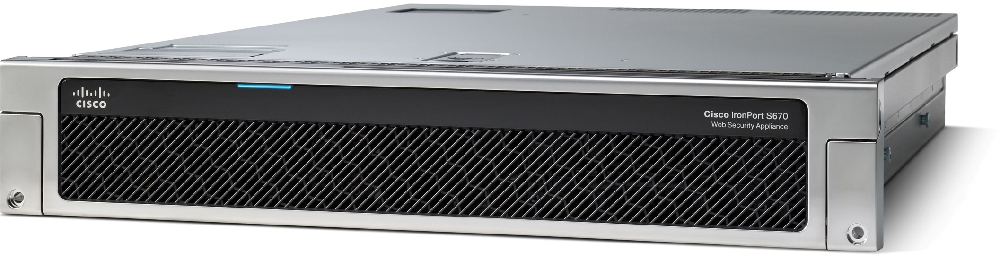 CISCO
Cisco IronPort S670
Web Security Appliance